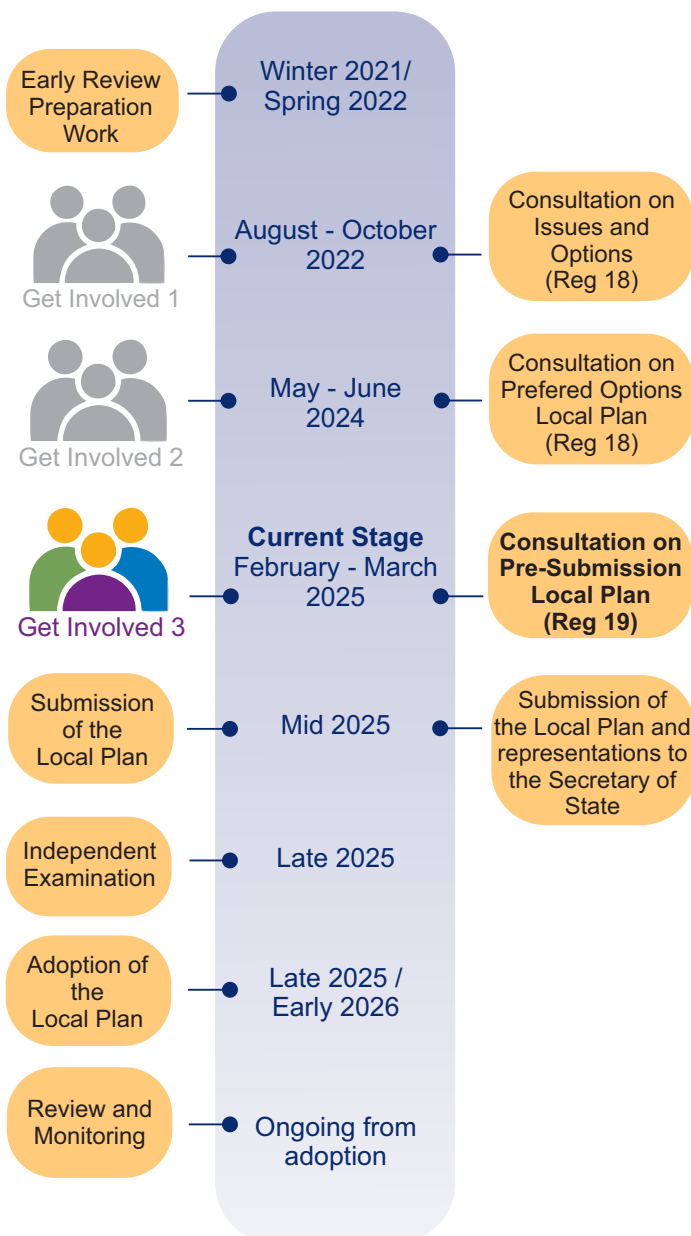 Early Review
Preparation
Work
Winter 2021/
Spring 2022
Get Involved 1
August - October
2022
Consultation on
Issues and
Options
(Reg 18)
Get Involved 2
May - June
2024
Consultation on
Prefered Options
Local Plan
(Reg 18)
Get Involved 3
Current Stage
February - March
2025
Consultation on
Pre-Submission
Local Plan
(Reg 19)
Submission
of the
Local Plan
Mid 2025
Submission of
the Local Plan and
representations to
the Secretary of
State
Independent
Examination
Late 2025
Adoption of
the
Local Plan
Late 2025 /
Early 2026
Review and
Monitoring
Ongoing from
adoption